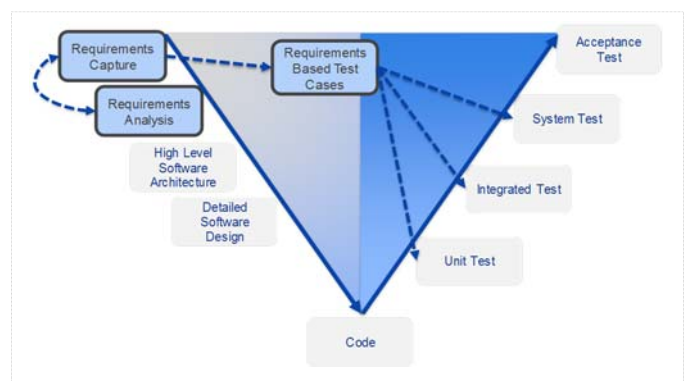 Requirements
Capture
Requirements
Based Test
Cases
Acceptance
Test
Requirements
Analysis
System Test
High Level
Software
Architecture
Integrated Test
Detailed
Software
Design
Unit Test
Code